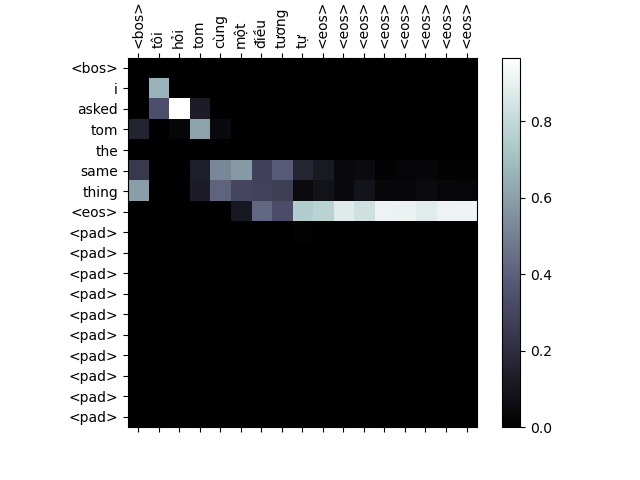 <bos>
tôi
hỏi
tom
cùng
một
điều
tương
tự
<eos>
<eos>
<eos>
<eos>
<eos>
<eos>
<eos>
<eos>
<bos>
i
asked
tom
the
same
thing
<eos>
<pad>
<pad>
<pad>
<pad>
<pad>
<pad>
<pad>
<pad>
<pad>
<pad>
0.8
0.6
0.4
0.2
0.0